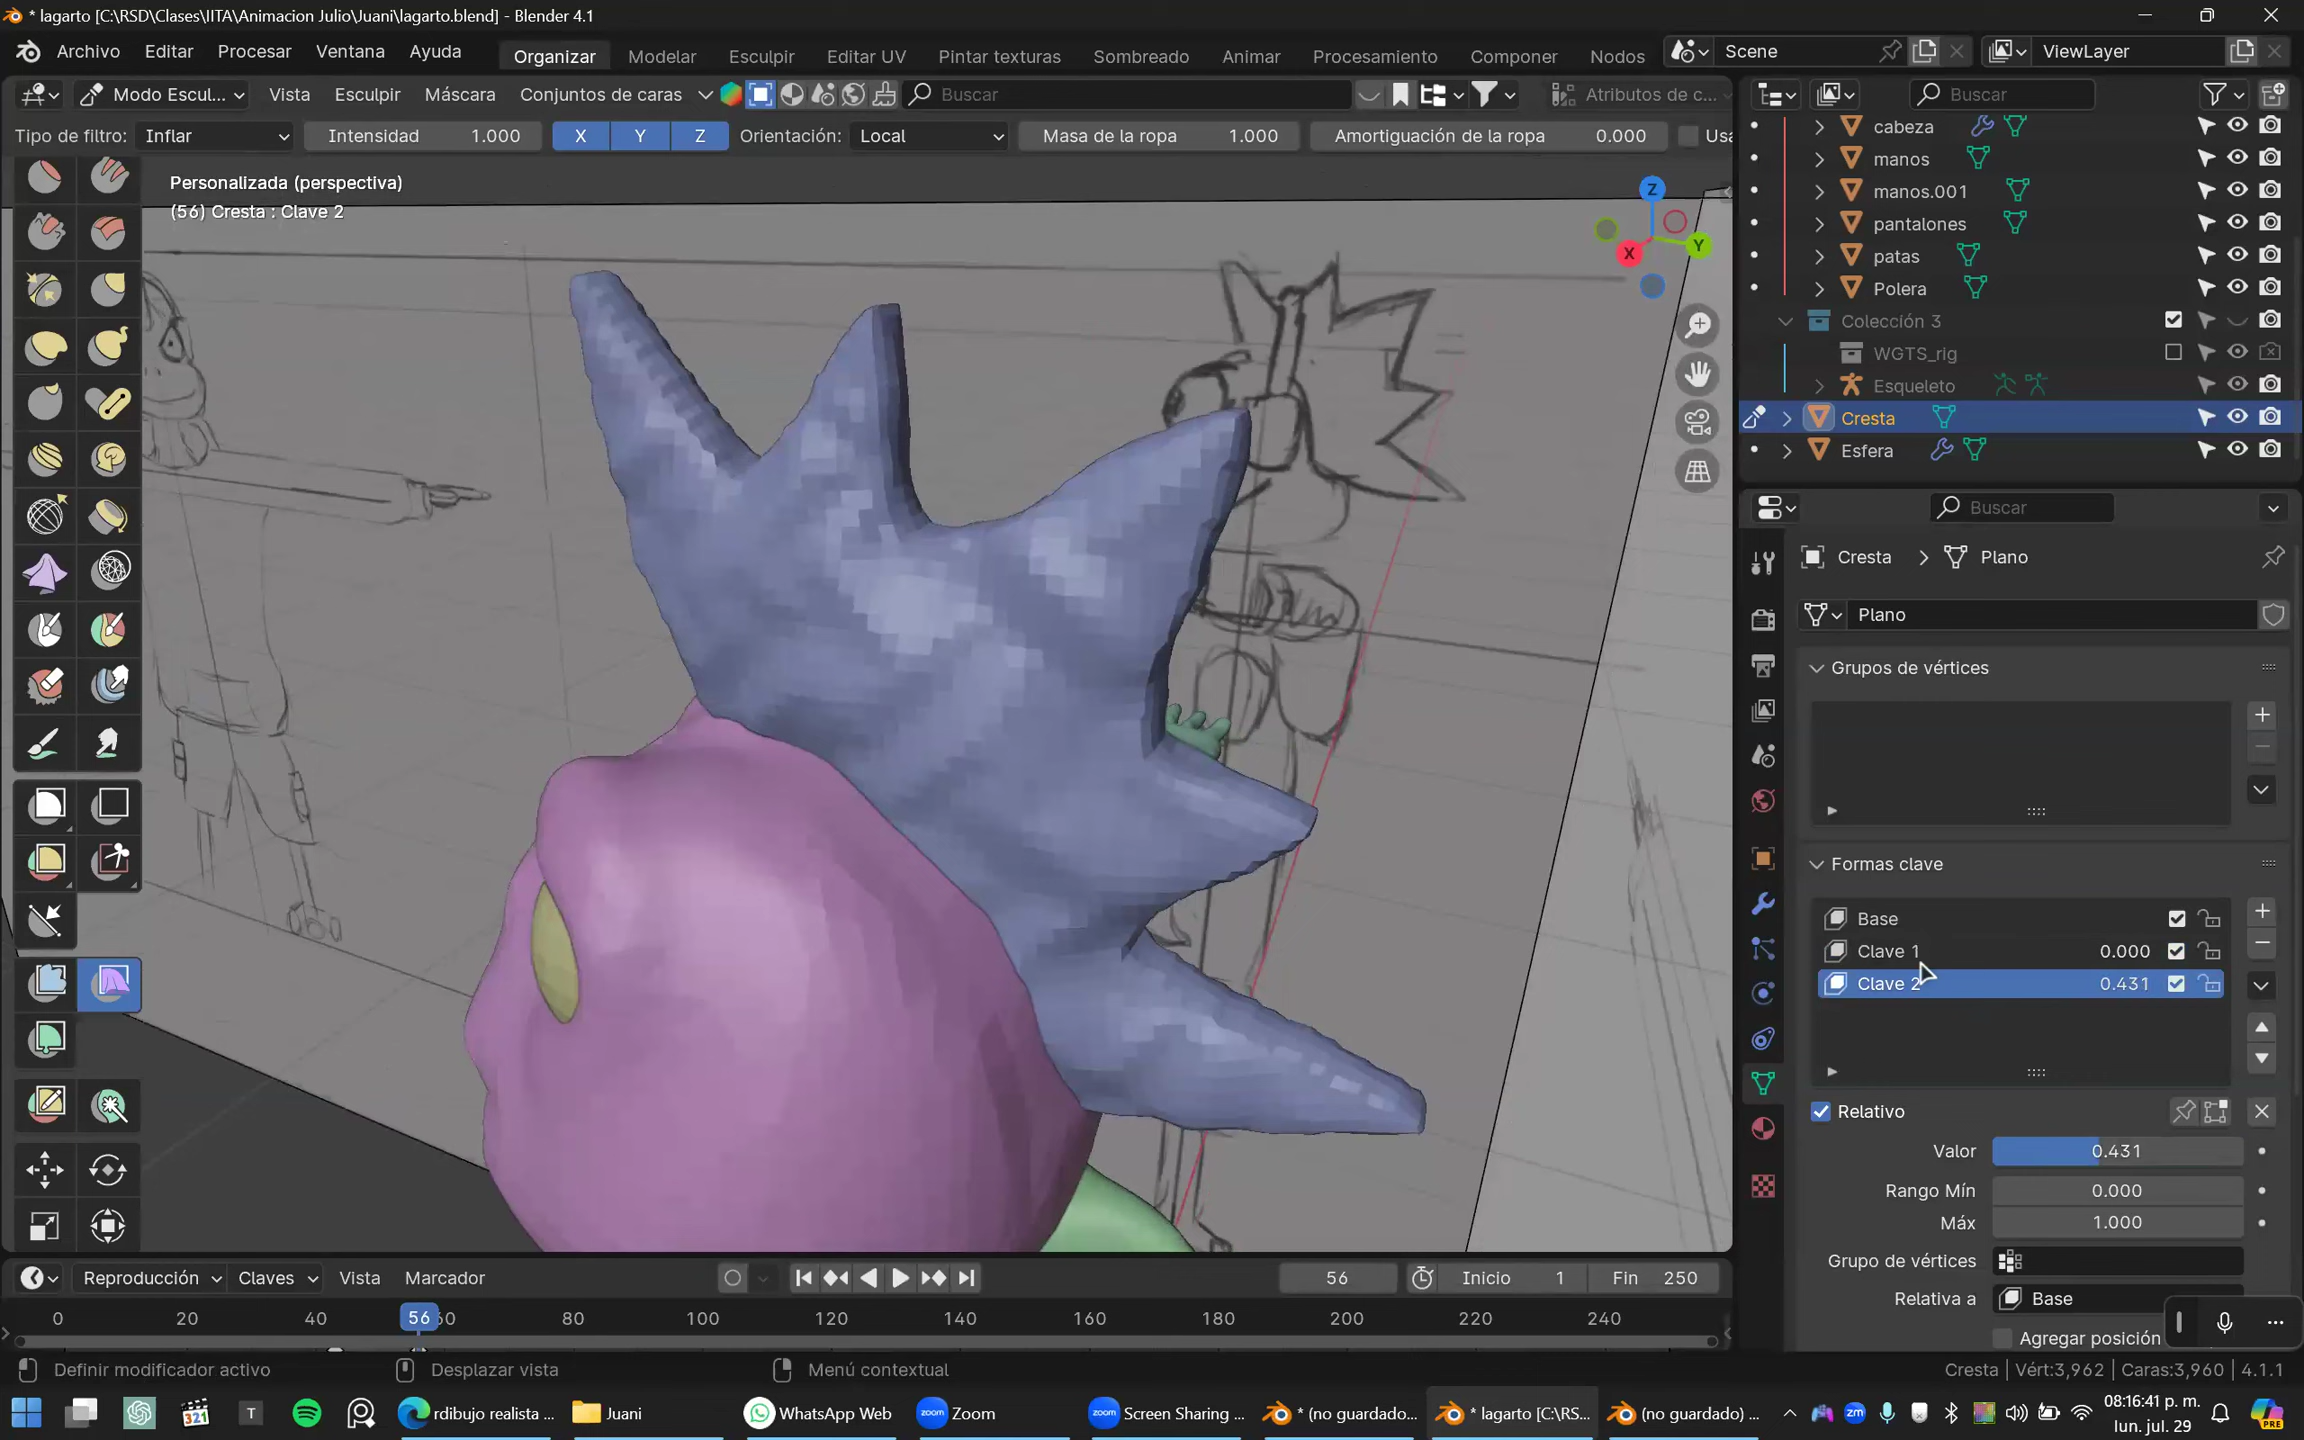 * lagarto [C:\RSD\Clases\IITA\Animacion Julio\Juani\lagarto.blend] - Blender 4.1
Archivo Editar Procesar Ventana Ayuda
Organizar Modelar Esculpir Editar UV Pintar texturas Sombreado Animar Procesamiento Componer Nodos
Scene
ViewLayer
Modo Escul...
Vista Esculpir Máscara Conjuntos de caras
Buscar
Atributos de c...
Buscar
Tipo de filtro: Inflar
Intensidad 1.000
X Y Z
Orientación: Local
Masa de la ropa 1.000
Amortiguación de la ropa 0.000
Usa
Personalizada (perspectiva)
(56) Cresta : Clave 2
Z
X
Y
cabeza
manos
manos.001
pantalones
patas
Polera
Colección 3
WGTS_rig
Esqueleto
Cresta
Esfera
Buscar
Cresta > Plano
Plano
Grupos de vértices
Formas clave
Base
Clave 1 0.000
Clave 2 0.431
Relativo
Valor 0.431
Rango Mín 0.000
Máx 1.000
Grupo de vértices
Relativa a Base
Agregar posición
Reproducción Claves Vista Marcador
56
Inicio 1
Fin 250
0 20 40 56 60 80 100 120 140 160 180 200 220 240
Definir modificador activo
Desplazar vista
Menú contextual
Cresta | Vért:3,962 | Caras:3,960 | 4.1.1
321
T
rdibujo realista ...
Juani
WhatsApp Web
zoom
Zoom
zoom
Screen Sharing ...
* (no guardado...
* lagarto [C:\RS...
(no guardado) ...
zm
08:16:41 p. m.
lun. jul. 29
PRE